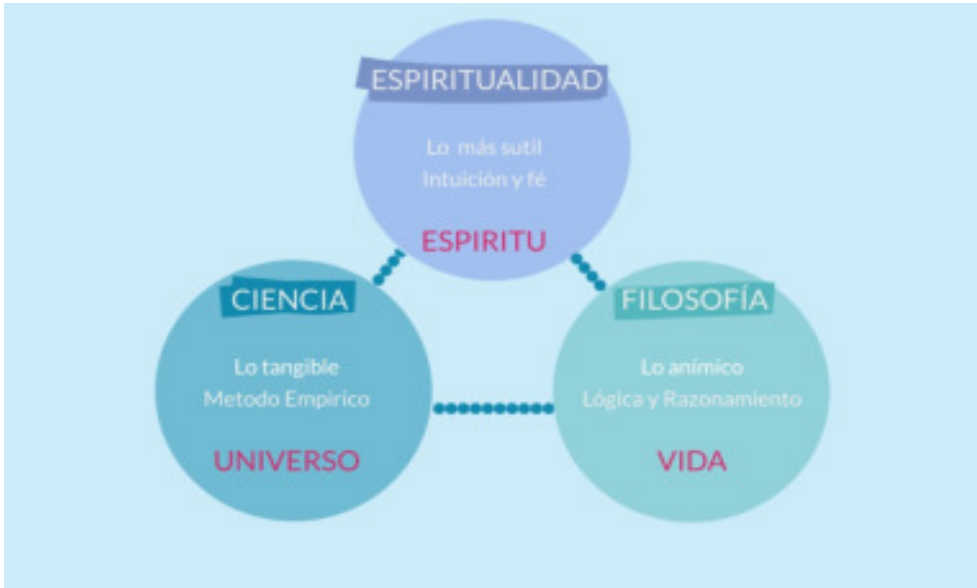 ESPIRITUALIDAD
Lo más sutil
Intuición y fé
ESPIRITU
CIENCIA
Lo tangible
Metodo Empirico
UNIVERSO
FILOSOFÍA
Lo anímico
Lógica y Razonamiento
VIDA